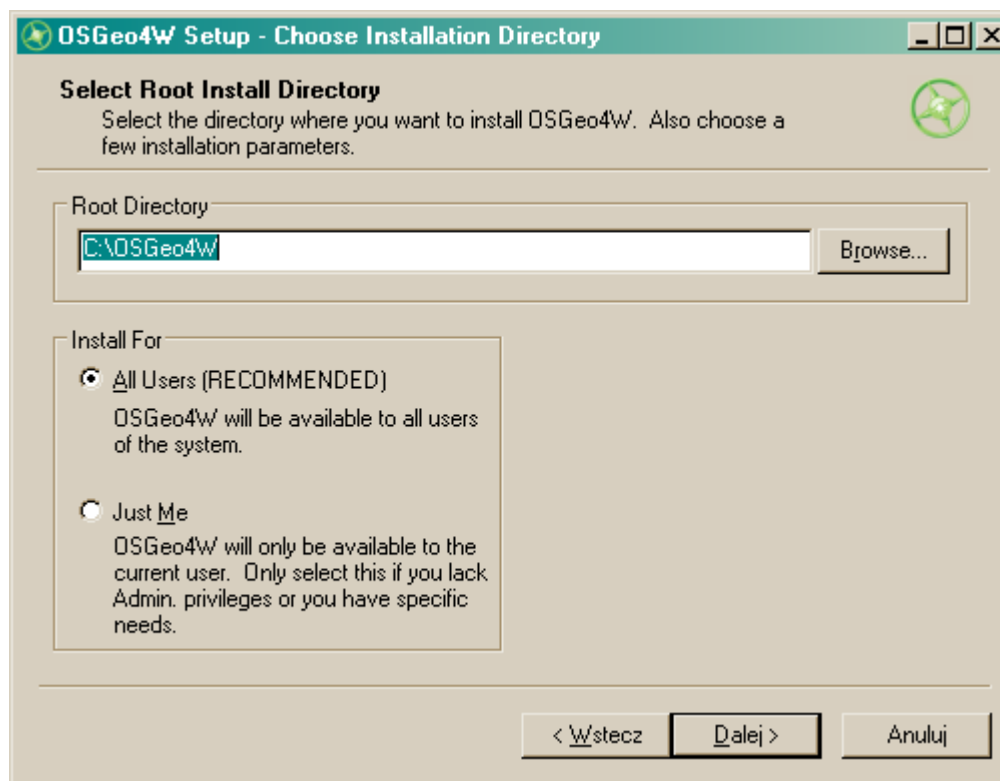 OSGeo4W Setup - Choose Installation Directory
Select Root Install Directory
Select the directory where you want to install OSGeo4W. Also choose a
few installation parameters.
Root Directory
C:\OSGeo4W
Browse...
Install For
All Users (RECOMMENDED)
OSGeo4W will be available to all users
of the system.
Just Me
OSGeo4W will only be available to the
current user. Only select this if you lack
Admin. privileges or you have specific
needs.
< Wstecz
Dalej >
Anuluj